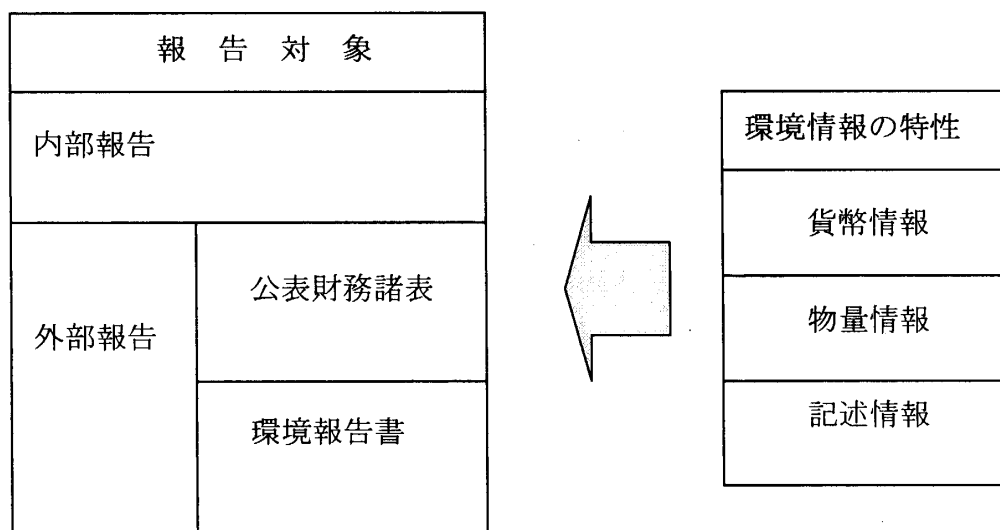 報告対象
内部報告
外部報告
公表財務諸表
環境報告書
環境情報の特性
貨幣情報
物量情報
記述情報